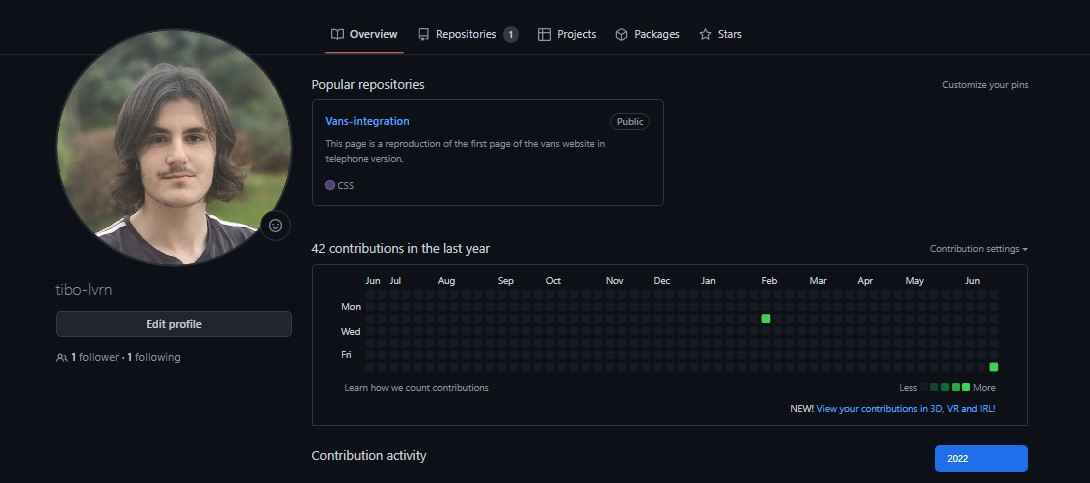 Overview Repositories 1 Projects Packages Stars
Popular repositories
Customize your pins
Vans-integration Public
This page is a reproduction of the first page of the vans website in
telephone version.
CSS
tibo-lvrn
Edit profile
1 follower · 1 following
42 contributions in the last year
Contribution settings
Jun Jul Aug Sep Oct Nov Dec Jan Feb Mar Apr May Jun
Mon
Wed
Fri
Learn how we count contributions
Less More
NEW! View your contributions in 3D, VR and IRL!
Contribution activity
2022